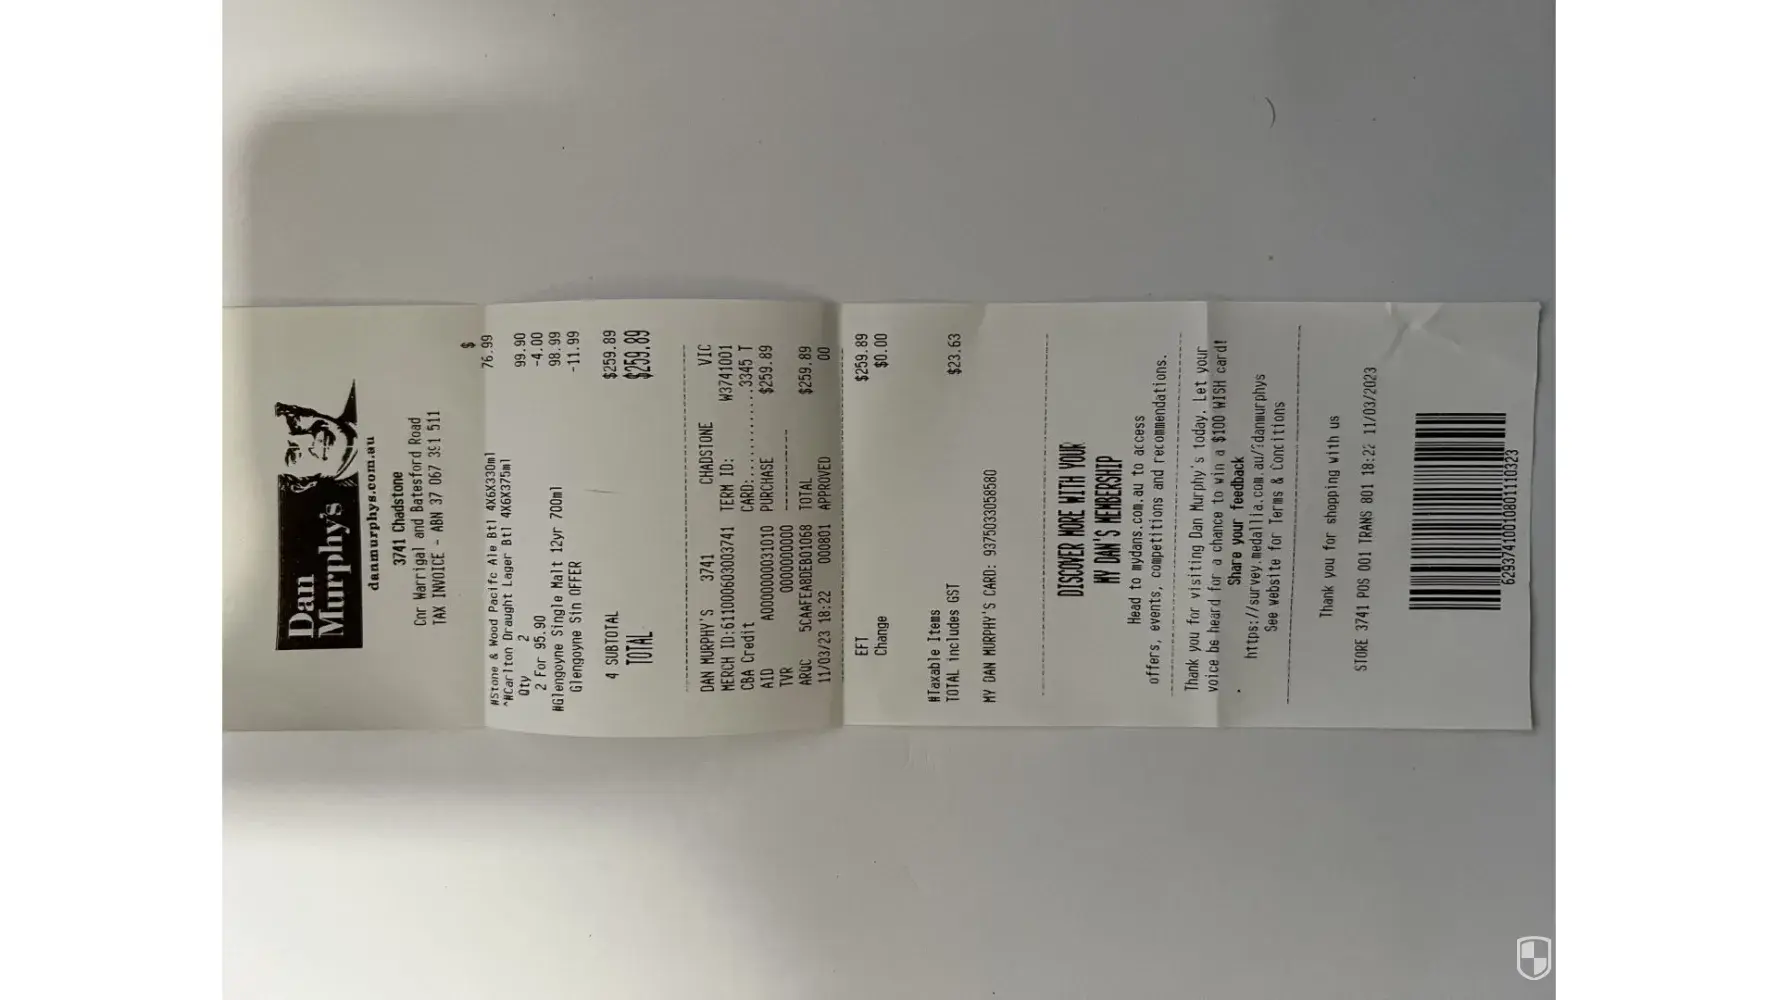 Dan
Murphy's
danmurphys.com.au
3741 Chadstone
Cnr Warrigal and Batesford Road
TAX INVOICE - ABN 37 067 391 511
$
#Stone & Wood Pacifc Ale Btl 4X6X330ml 76.99
^#Carlton Draught Lager Btl 4X6X375ml
Qty 2 99.90
2 For 95.90 -4.00
#Glengoyne Single Malt 12yr 700ml 98.99
Glengoyne Sin OFFER -11.99
4 SUBTOTAL $259.89
TOTAL $259.89
DAN MURPHY'S 3741 CHADSTONE VIC
MERCH ID:611000603003741 TERM ID: W3741001
CBA Credit CARD:..............3345 T
AID A0000000031010 PURCHASE $259.89
TVR 0000000000
ARQC 5CAAFEA8DEB01068 TOTAL $259.89
11/03/23 18:22 000801 APPROVED 00
EFT $259.89
Change $0.00
#Taxable Items
TOTAL includes GST $23.63
MY DAN MURPHY'S CARD: 9375033058580
DISCOVER MORE WITH YOUR
MY DAN'S MEMBERSHIP
Head to mydans.com.au to access
offers, events, competitions and recommendations.
Thank you for visiting Dan Murphy's today. Let your
voice be heard for a chance to win a $100 WISH card!
Share your feedback
https://survey.medallia.com.au/?danmurphys
See website for Terms & Conditions
Thank you for shopping with us
STORE 3741 POS 001 TRANS 801 18:22 11/03/2023
62937410010801110323